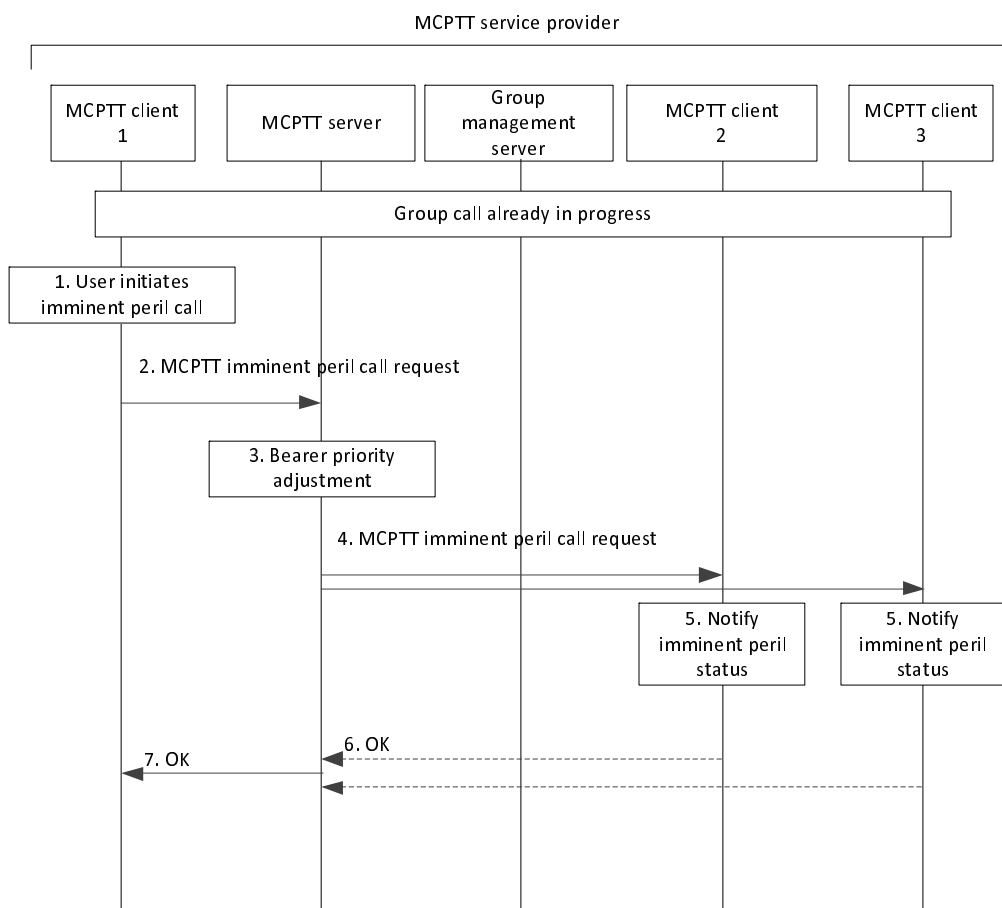 MCPTT service provider
MCPTT client
1
MCPTT server
Group
management
server
MCPTT client
2
MCPTT client
3
Group call already in progress
1. User initiates
imminent peril call
2. MCPTT imminent peril call request
3. Bearer priority
adjustment
4. MCPTT imminent peril call request
5. Notify
imminent peril
status
5. Notify
imminent peril
status
6. OK
7. OK